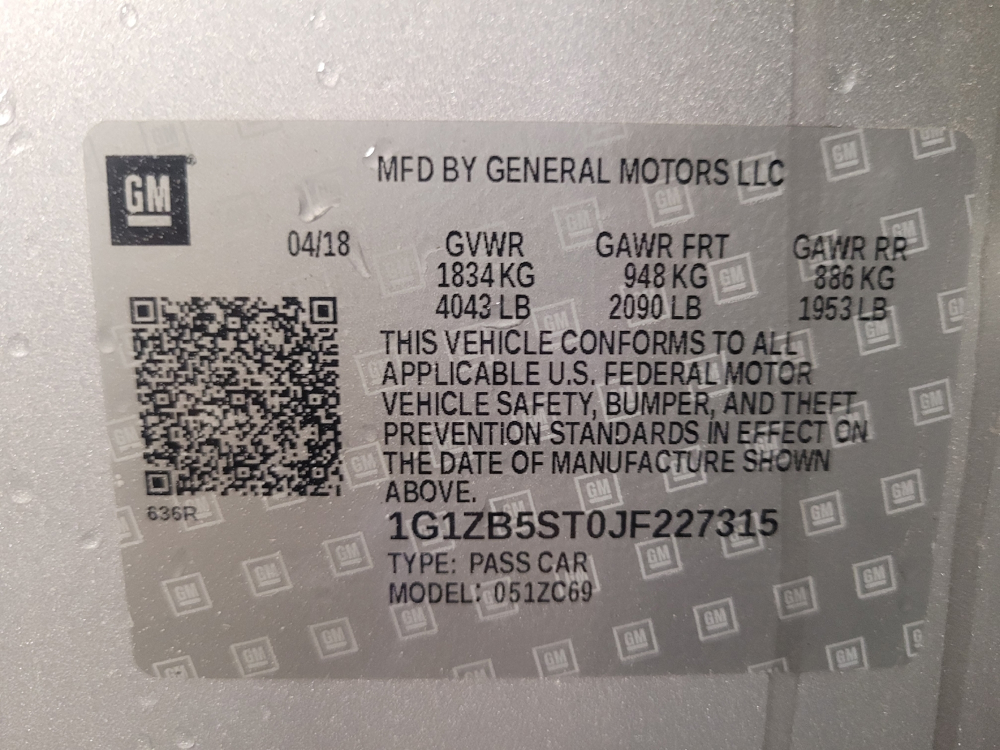 GM
MFD BY GENERAL MOTORS LLC
04/18
GVWR GAWR FRT GAWR RR
1834 KG 948 KG 886 KG
4043 LB 2090 LB 1953 LB
THIS VEHICLE CONFORMS TO ALL
APPLICABLE U.S. FEDERAL MOTOR
VEHICLE SAFETY, BUMPER, AND THEFT
PREVENTION STANDARDS IN EFFECT ON
THE DATE OF MANUFACTURE SHOWN
ABOVE.
636R
1G1ZB5ST0JF227315
TYPE: PASS CAR
MODEL: 051ZC69